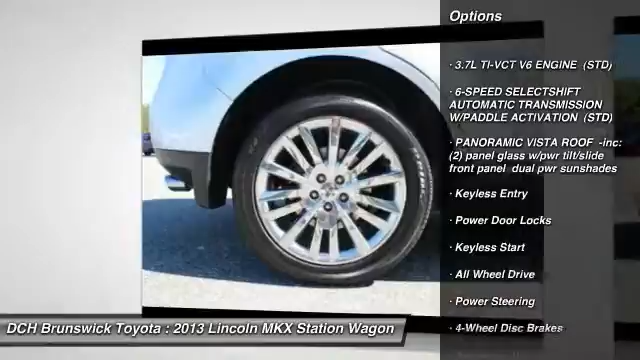 Options
· 3.7L TI-VCT V6 ENGINE (STD)
· 6-SPEED SELECTSHIFT
AUTOMATIC TRANSMISSION
W/PADDLE ACTIVATION (STD)
· PANORAMIC VISTA ROOF -inc:
(2) panel glass w/pwr tilt/slide
front panel dual pwr sunshades
· Keyless Entry
· Power Door Locks
· Keyless Start
· All Wheel Drive
· Power Steering
· 4-Wheel Disc Brakes
DCH Brunswick Toyota : 2013 Lincoln MKX Station Wagon